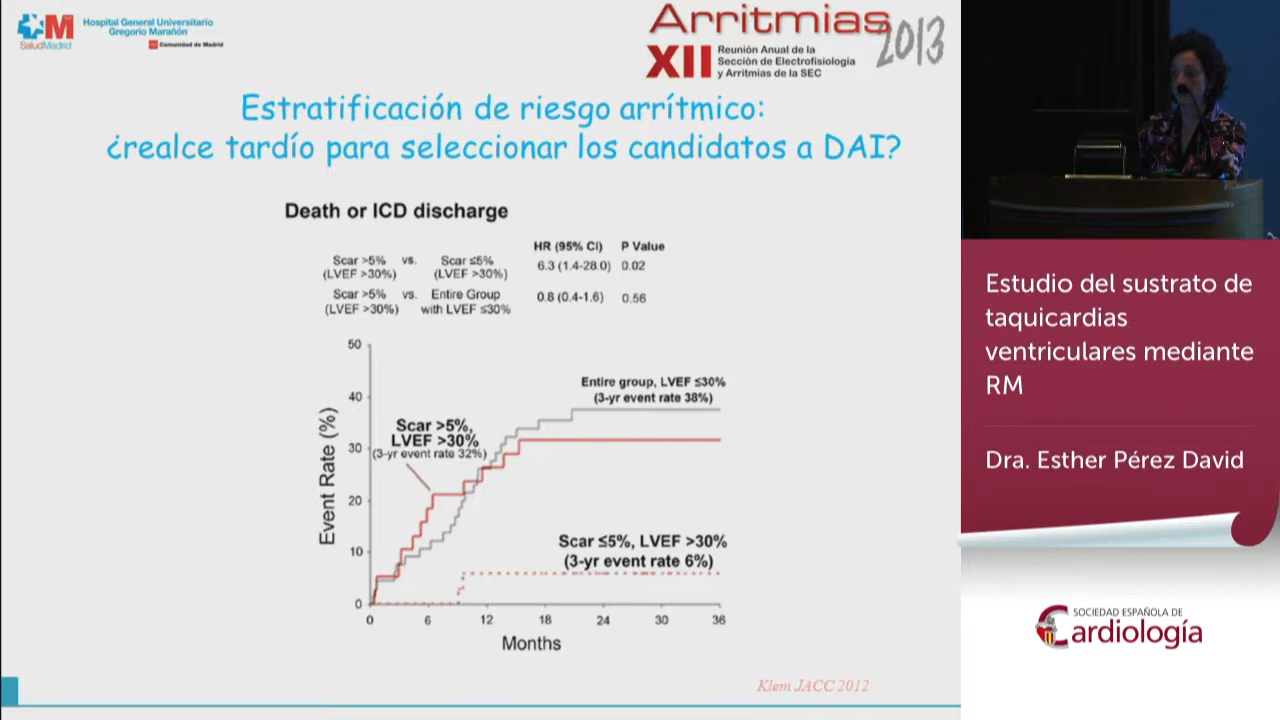 SaludMadrid
Hospital General Universitario
Gregorio Marañón
Comunidad de Madrid
Arritmias
2013
XII
Reunión Anual de la
Sección de Electrofisiología
y Arritmias de la SEC
Estratificación de riesgo arrítmico:
¿realce tardío para seleccionar los candidatos a DAI?
Death or ICD discharge
HR (95% CI) P Value
Scar >5% vs. Scar ≤5%
(LVEF >30%) (LVEF >30%) 6.3 (1.4-28.0) 0.02
Scar >5% vs. Entire Group
(LVEF >30%) with LVEF ≤30% 0.8 (0.4-1.6) 0.56
Event Rate (%)
50
40
30
20
10
0
Entire group, LVEF ≤30%
(3-yr event rate 38%)
Scar >5%,
LVEF >30%
(3-yr event rate 32%)
Scar ≤5%, LVEF >30%
(3-yr event rate 6%)
0 6 12 18 24 30 36
Months
Klem JACC 2012
Estudio del sustrato de
taquicardias
ventriculares mediante
RM
Dra. Esther Pérez David
SOCIEDAD ESPAÑOLA DE
Cardiología